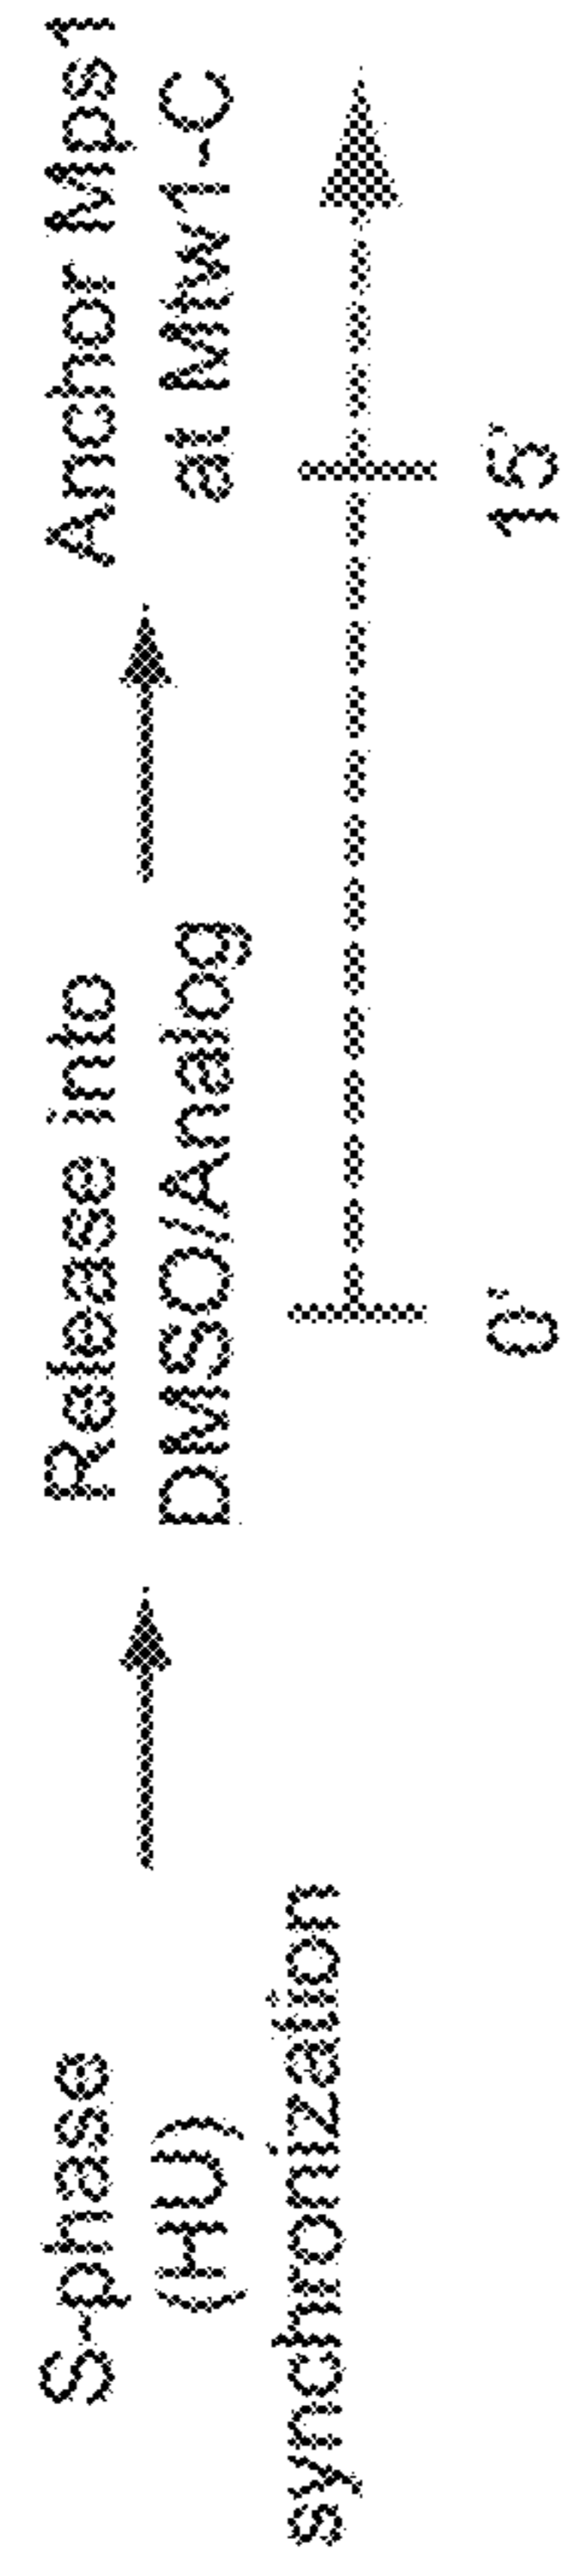 S-phase
(HU)
synchronization
Release into
DMSO/Analog
Anchor Mps1
at Mtw1-C
0'
15'